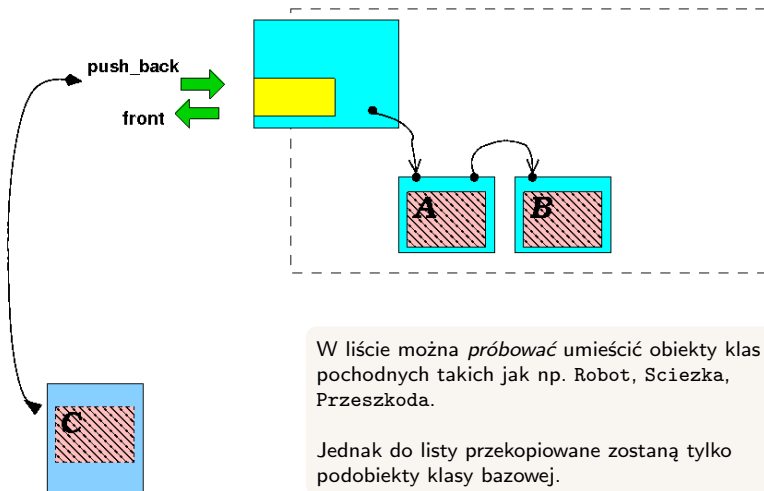 push_back
front
A
B
C
W liście można próbować umieścić obiekty klas
pochodnych takich jak np. Robot, Sciezka,
Przeszkoda.
Jednak do listy przekopiowane zostaną tylko
podobiekty klasy bazowej.